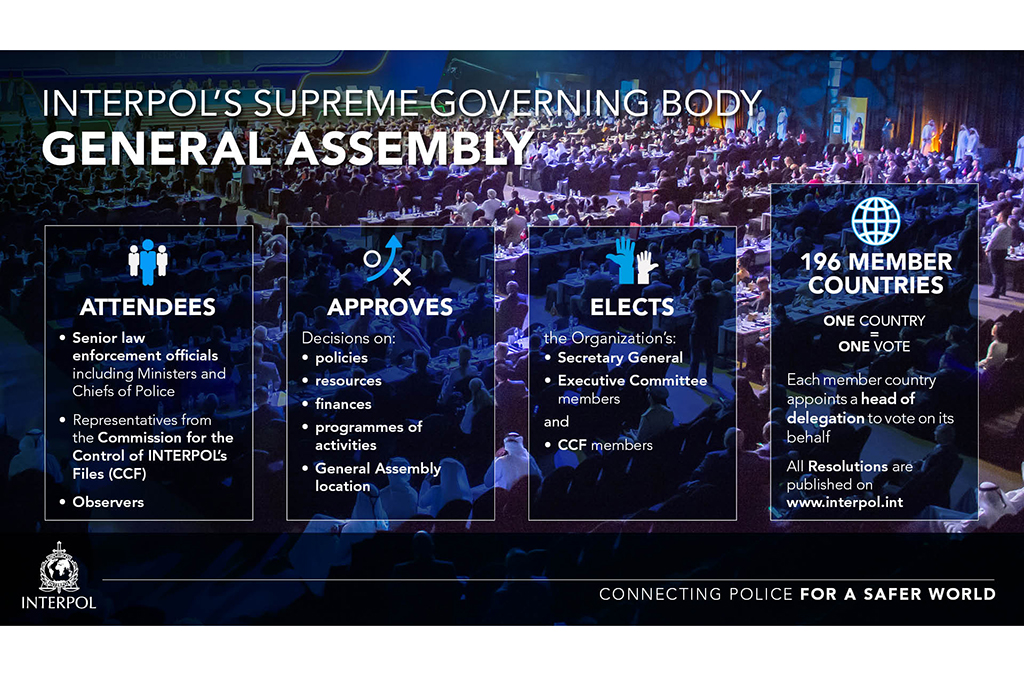 INTERPOL'S SUPREME GOVERNING BODY
GENERAL ASSEMBLY
ATTENDEES
• Senior law
enforcement officials
including Ministers and
Chiefs of Police
• Representatives from
the Commission for the
Control of INTERPOL's
Files (CCF)
• Observers
APPROVES
Decisions on:
• policies
• resources
• finances
• programmes of
activities
• General Assembly
location
ELECTS
the Organization's:
• Secretary General
• Executive Committee
members
and
• CCF members
196 MEMBER
COUNTRIES
ONE COUNTRY
=
ONE VOTE
Each member country
appoints a head of
delegation to vote on its
behalf
All Resolutions are
published on
www.interpol.int
INTERPOL
CONNECTING POLICE FOR A SAFER WORLD